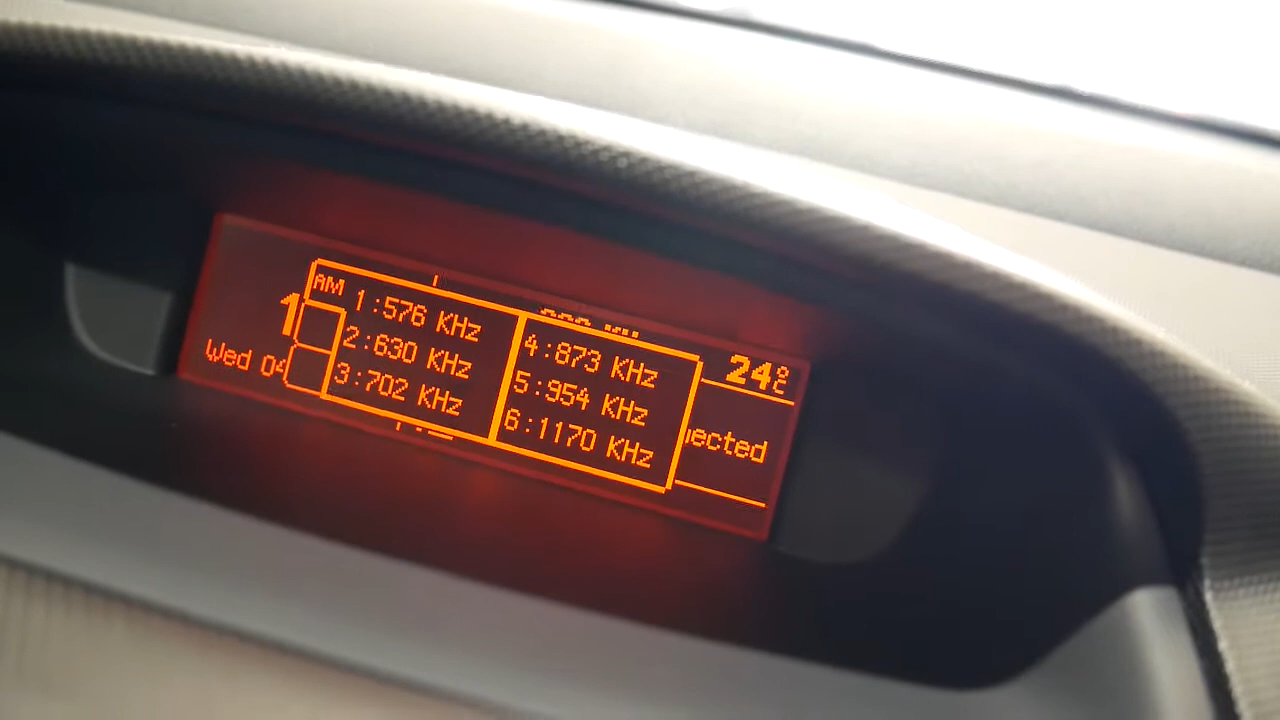 AM 1:576 KHz
2:630 KHz
3:702 KHz
4:873 KHz
5:954 KHz
6:1170 KHz
24°C
1
Wed 04
ected